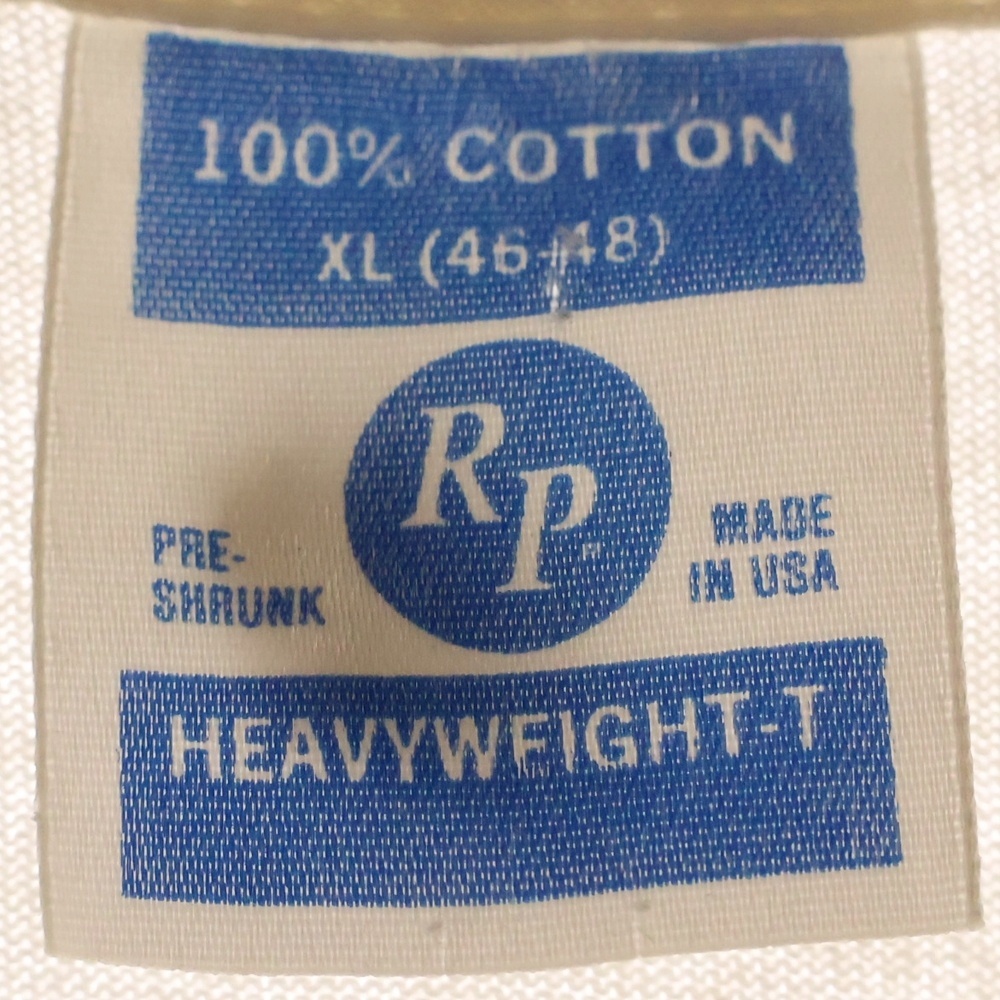 100% COTTON
XL (46-48)
RP
PRE-
SHRUNK
MADE
IN USA
HEAVYWEIGHT-T